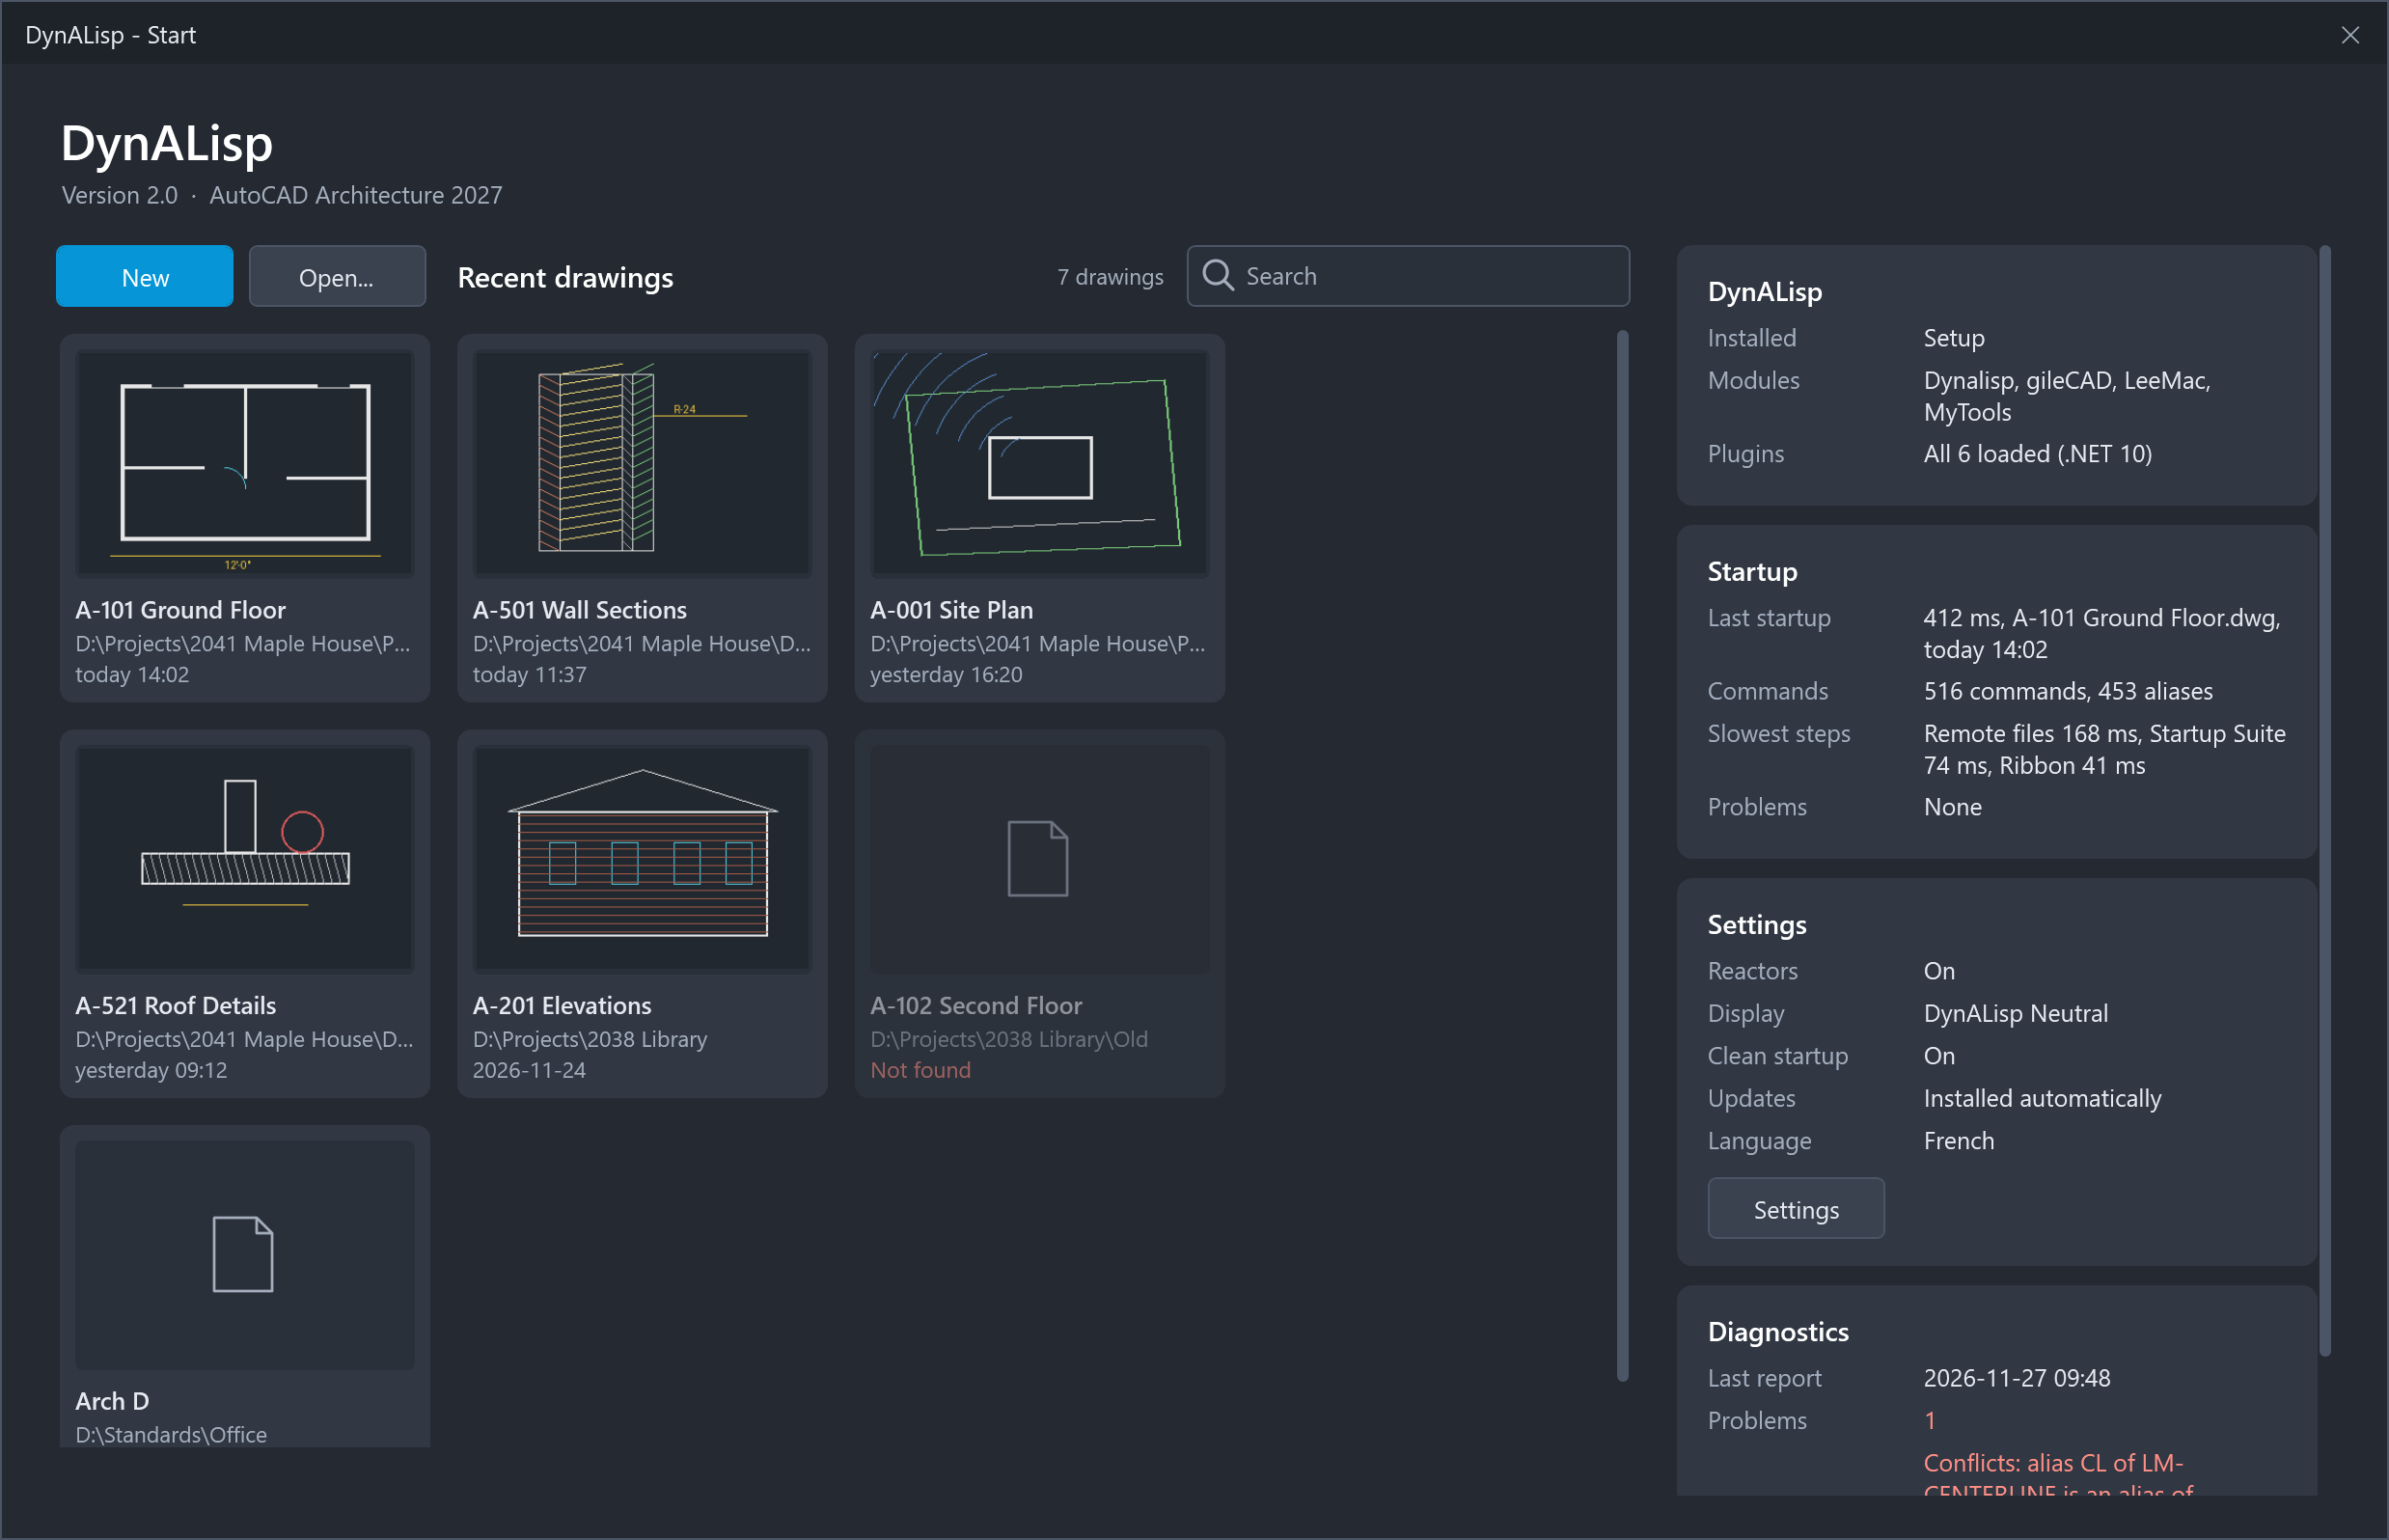 DynALisp - Start
DynALisp
Version 2.0 · AutoCAD Architecture 2027
New
Open...
Recent drawings
7 drawings
Search
12'-0"
A-101 Ground Floor
D:\Projects\2041 Maple House\P...
today 14:02
R-24
A-501 Wall Sections
D:\Projects\2041 Maple House\D...
today 11:37
A-001 Site Plan
D:\Projects\2041 Maple House\P...
yesterday 16:20
A-521 Roof Details
D:\Projects\2041 Maple House\D...
yesterday 09:12
A-201 Elevations
D:\Projects\2038 Library
2026-11-24
A-102 Second Floor
D:\Projects\2038 Library\Old
Not found
Arch D
D:\Standards\Office
DynALisp
Installed Setup
Modules Dynalisp, gileCAD, LeeMac,
MyTools
Plugins All 6 loaded (.NET 10)
Startup
Last startup 412 ms, A-101 Ground Floor.dwg,
today 14:02
Commands 516 commands, 453 aliases
Slowest steps Remote files 168 ms, Startup Suite
74 ms, Ribbon 41 ms
Problems None
Settings
Reactors On
Display DynALisp Neutral
Clean startup On
Updates Installed automatically
Language French
Settings
Diagnostics
Last report 2026-11-27 09:48
Problems 1
Conflicts: alias CL of LM-
CENTERLINE is an alias of